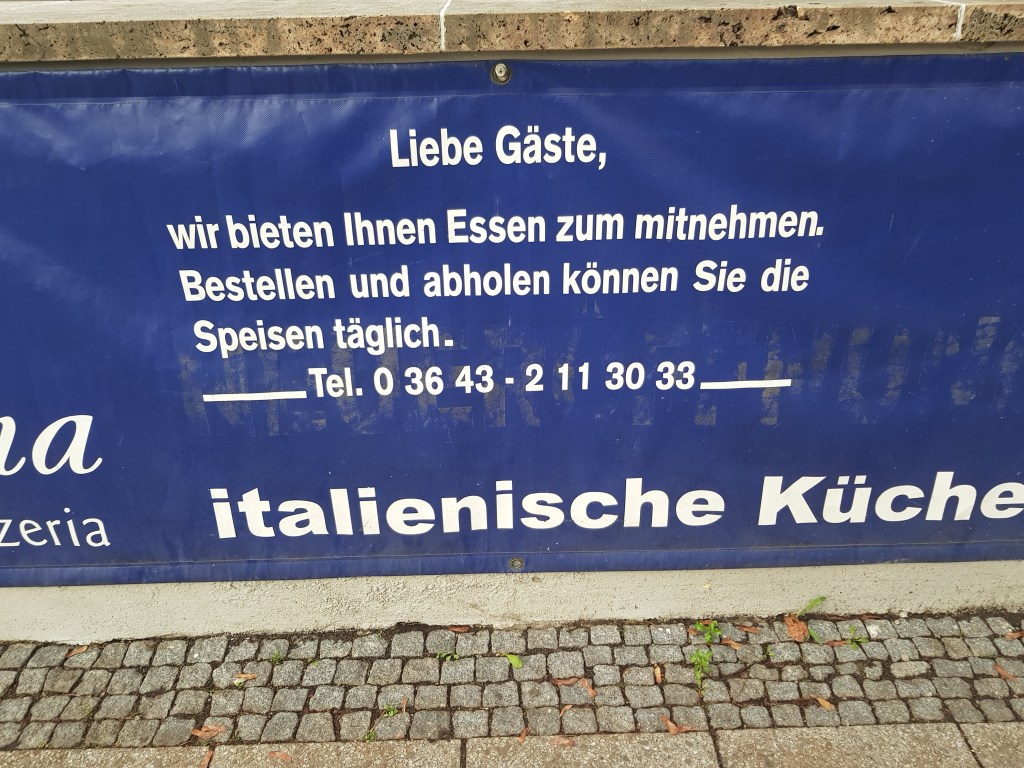 Liebe Gäste,
wir bieten Ihnen Essen zum mitnehmen.
Bestellen und abholen können Sie die
Speisen täglich.
Tel. 0 36 43 - 2 11 30 33
na
zeria
italienische Küche